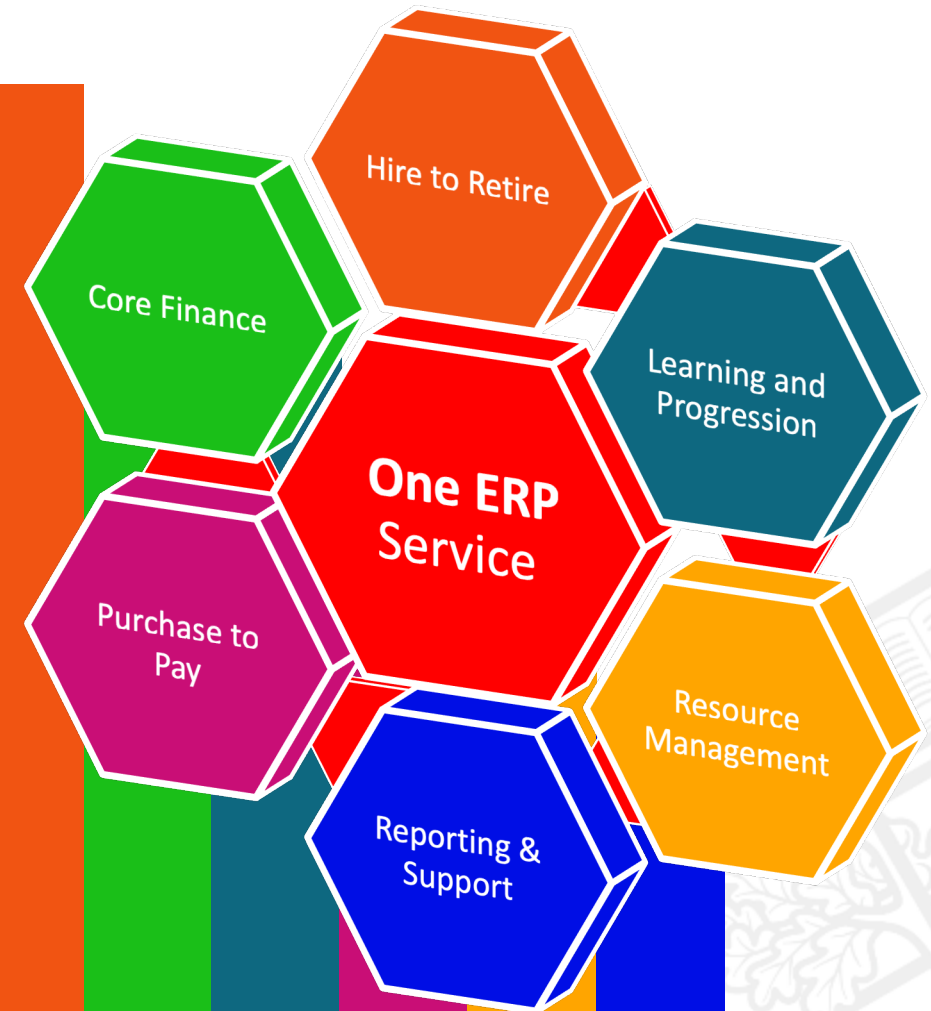 Hire to Retire
Core Finance
Learning and
Progression
One ERP
Service
Purchase to
Pay
Resource
Management
Reporting &
Support